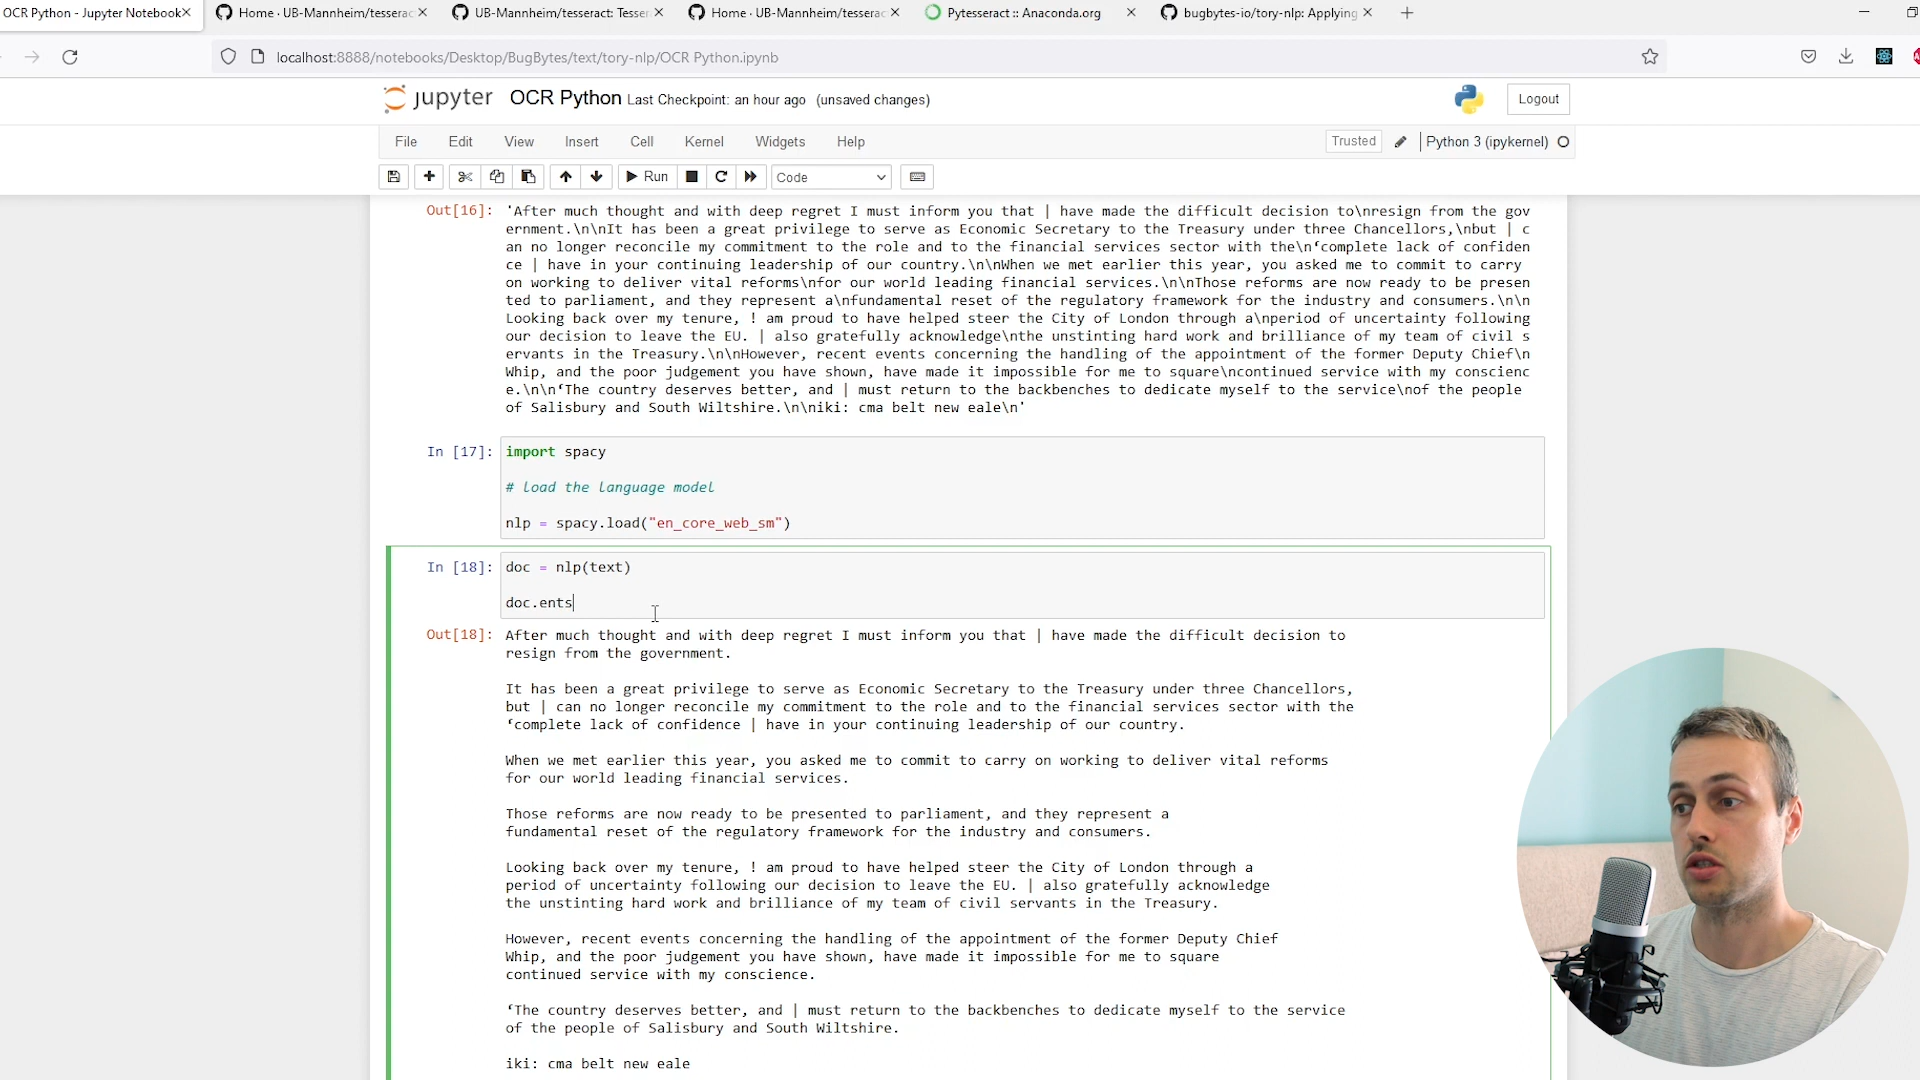 OCR Python - Jupyter Notebook
Home · UB-Mannheim/tesserac
UB-Mannheim/tesseract: Tesser
Home · UB-Mannheim/tesserac
Pytesseract :: Anaconda.org
bugbytes-io/tory-nlp: Applying
localhost:8888/notebooks/Desktop/BugBytes/text/tory-nlp/OCR Python.ipynb
jupyter OCR Python Last Checkpoint: an hour ago (unsaved changes)
Logout
File Edit View Insert Cell Kernel Widgets Help
Trusted Python 3 (ipykernel)
Run Code
Out[16]: 'After much thought and with deep regret I must inform you that | have made the difficult decision to\nresign from the gov
ernment.\n\nIt has been a great privilege to serve as Economic Secretary to the Treasury under three Chancellors,\nbut | c
an no longer reconcile my commitment to the role and to the financial services sector with the\n‘complete lack of confiden
ce | have in your continuing leadership of our country.\n\nWhen we met earlier this year, you asked me to commit to carry
on working to deliver vital reforms\nfor our world leading financial services.\n\nThose reforms are now ready to be presen
ted to parliament, and they represent a\nfundamental reset of the regulatory framework for the industry and consumers.\n\n
Looking back over my tenure, ! am proud to have helped steer the City of London through a\nperiod of uncertainty following
our decision to leave the EU. | also gratefully acknowledge\nthe unstinting hard work and brilliance of my team of civil s
ervants in the Treasury.\n\nHowever, recent events concerning the handling of the appointment of the former Deputy Chief\n
Whip, and the poor judgement you have shown, have made it impossible for me to square\ncontinued service with my conscienc
e.\n\n‘The country deserves better, and | must return to the backbenches to dedicate myself to the service\nof the people
of Salisbury and South Wiltshire.\n\niki: cma belt new eale\n'
In [17]: import spacy
# load the language model
nlp = spacy.load("en_core_web_sm")
In [18]: doc = nlp(text)
doc.ents
Out[18]: After much thought and with deep regret I must inform you that | have made the difficult decision to
resign from the government.
It has been a great privilege to serve as Economic Secretary to the Treasury under three Chancellors,
but | can no longer reconcile my commitment to the role and to the financial services sector with the
‘complete lack of confidence | have in your continuing leadership of our country.
When we met earlier this year, you asked me to commit to carry on working to deliver vital reforms
for our world leading financial services.
Those reforms are now ready to be presented to parliament, and they represent a
fundamental reset of the regulatory framework for the industry and consumers.
Looking back over my tenure, ! am proud to have helped steer the City of London through a
period of uncertainty following our decision to leave the EU. | also gratefully acknowledge
the unstinting hard work and brilliance of my team of civil servants in the Treasury.
However, recent events concerning the handling of the appointment of the former Deputy Chief
Whip, and the poor judgement you have shown, have made it impossible for me to square
continued service with my conscience.
‘The country deserves better, and | must return to the backbenches to dedicate myself to the service
of the people of Salisbury and South Wiltshire.
iki: cma belt new eale